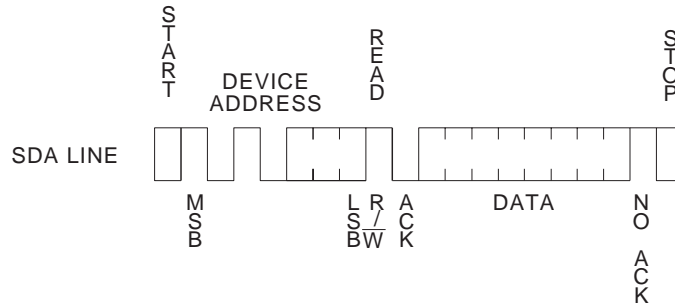 START
READ
STOP
DEVICE
ADDRESS
SDA LINE
MSB
LSB
R/W
ACK
DATA
NO ACK